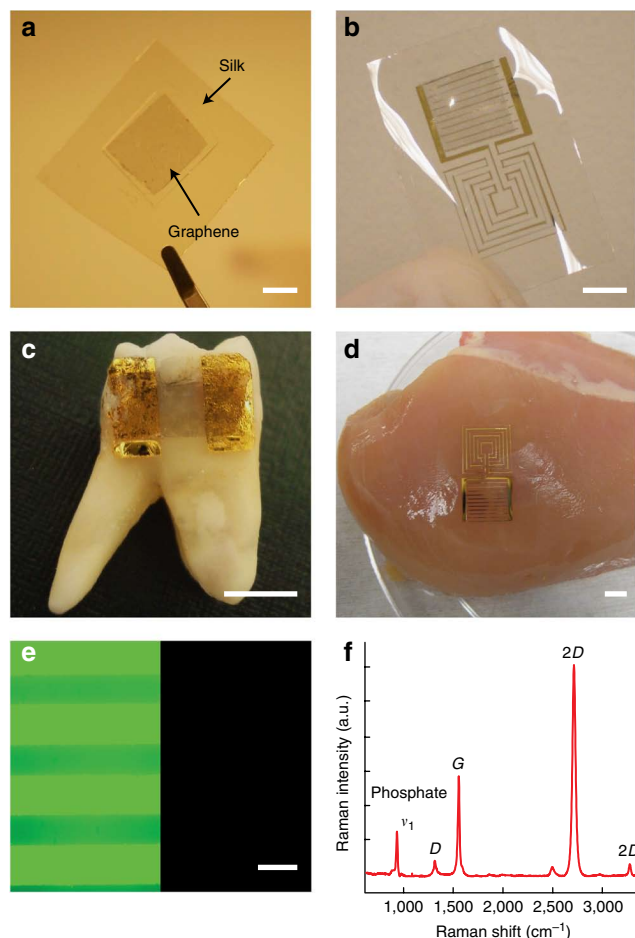 a
Silk
Graphene
b
c
d
e
f
2D
G
Phosphate
ν1
D
2D
Raman intensity (a.u.)
1,000 1,500 2,000 2,500 3,000
Raman shift (cm−1)